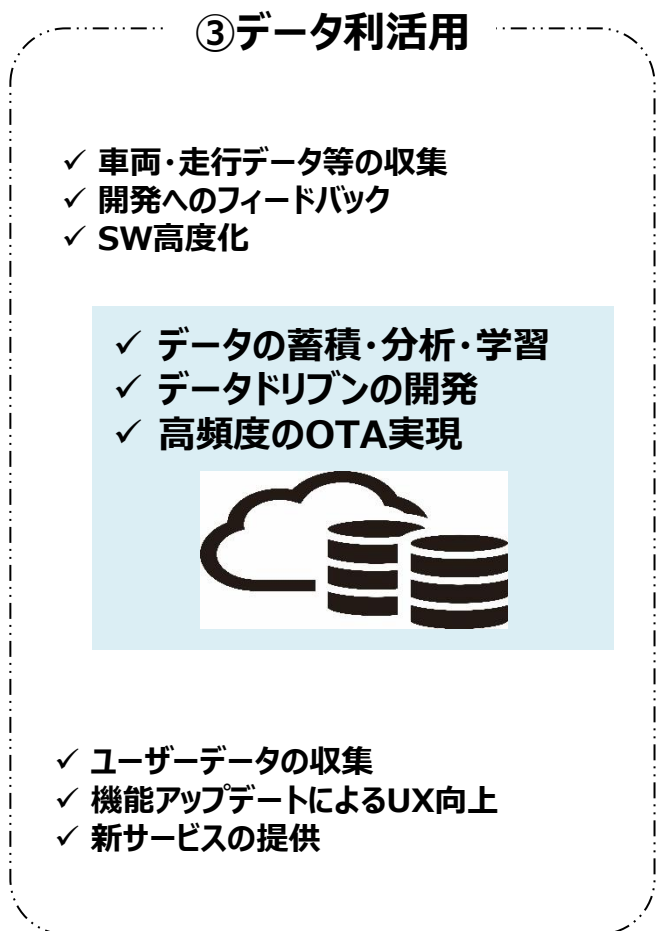 ③データ利活用
✓ 車両・走行データ等の収集
✓ 開発へのフィードバック
✓ SW高度化
✓ データの蓄積・分析・学習
✓ データドリブンの開発
✓ 高頻度のOTA実現
✓ ユーザーデータの収集
✓ 機能アップデートによるUX向上
✓ 新サービスの提供